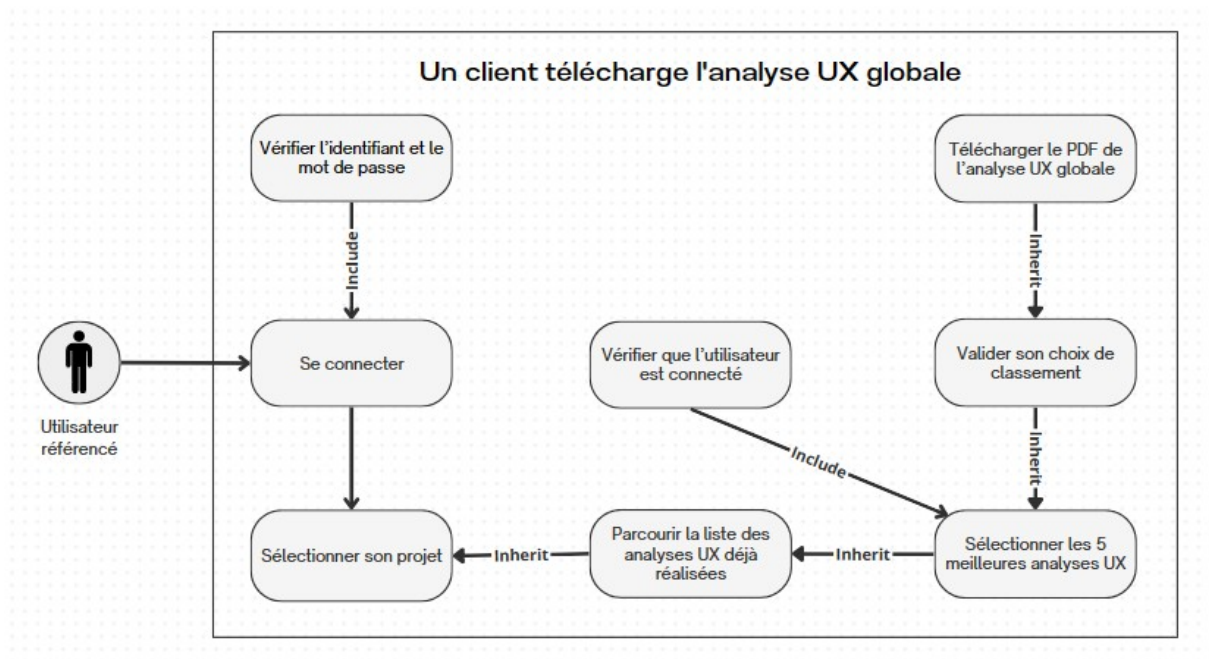 Un client télécharge l'analyse UX globale
Vérifier l'identifiant et le
mot de passe
Télécharger le PDF de
l'analyse UX globale
Include
Inherit
Se connecter
Vérifier que l'utilisateur
est connecté
Valider son choix de
classement
Utilisateur
référencé
Include
Inherit
Sélectionner son projet
Inherit
Parcourir la liste des
analyses UX déjà
réalisées
Inherit
Sélectionner les 5
meilleures analyses UX